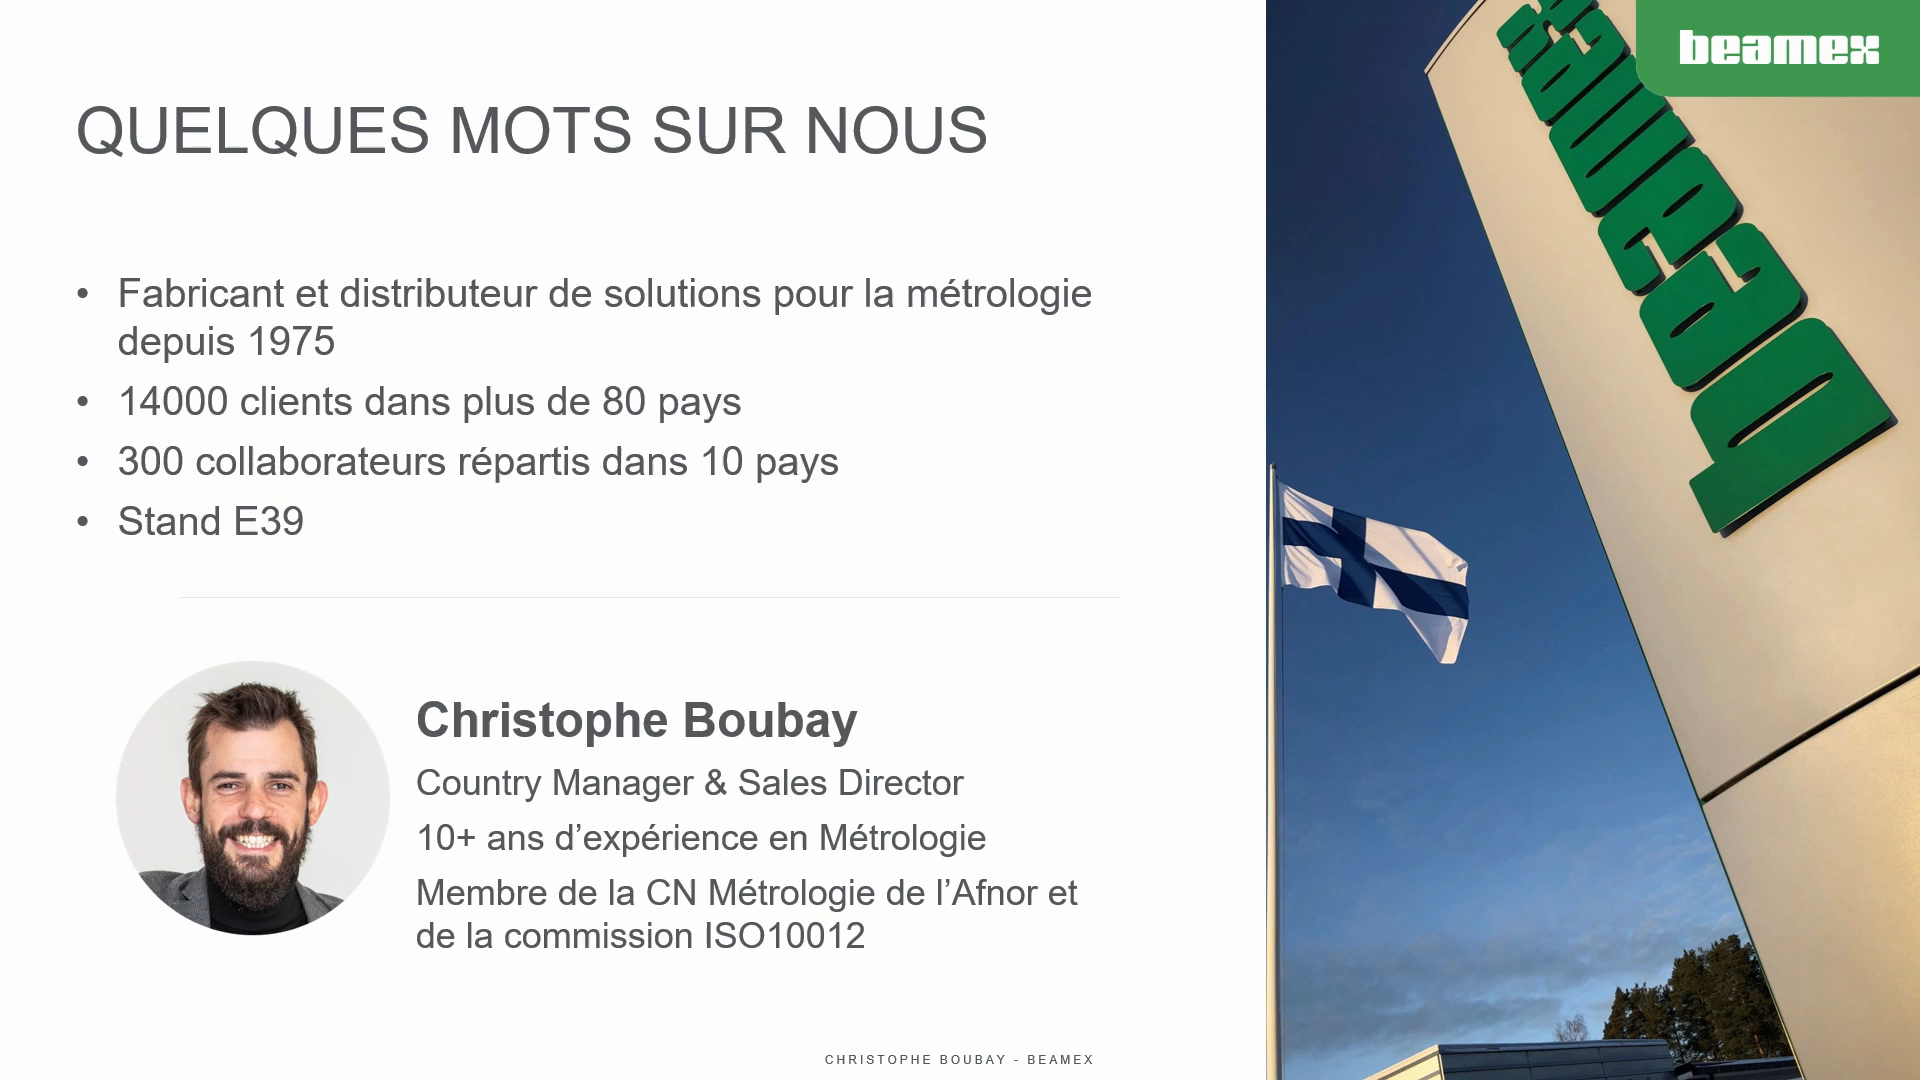 beamex
QUELQUES MOTS SUR NOUS
• Fabricant et distributeur de solutions pour la métrologie
depuis 1975
• 14000 clients dans plus de 80 pays
• 300 collaborateurs répartis dans 10 pays
• Stand E39
Christophe Boubay
Country Manager & Sales Director
10+ ans d’expérience en Métrologie
Membre de la CN Métrologie de l’Afnor et
de la commission ISO10012
CHRISTOPHE BOUBAY - BEAMEX
beamex